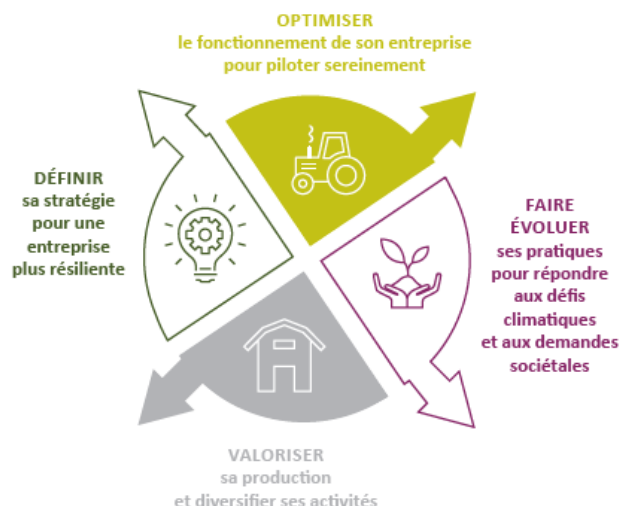 OPTIMISER
le fonctionnement de son entreprise
pour piloter sereinement
DÉFINIR
sa stratégie
pour une
entreprise
plus résiliente
FAIRE
ÉVOLUER
ses pratiques
pour répondre
aux défis
climatiques
et aux demandes
sociétales
VALORISER
sa production
et diversifier ses activités